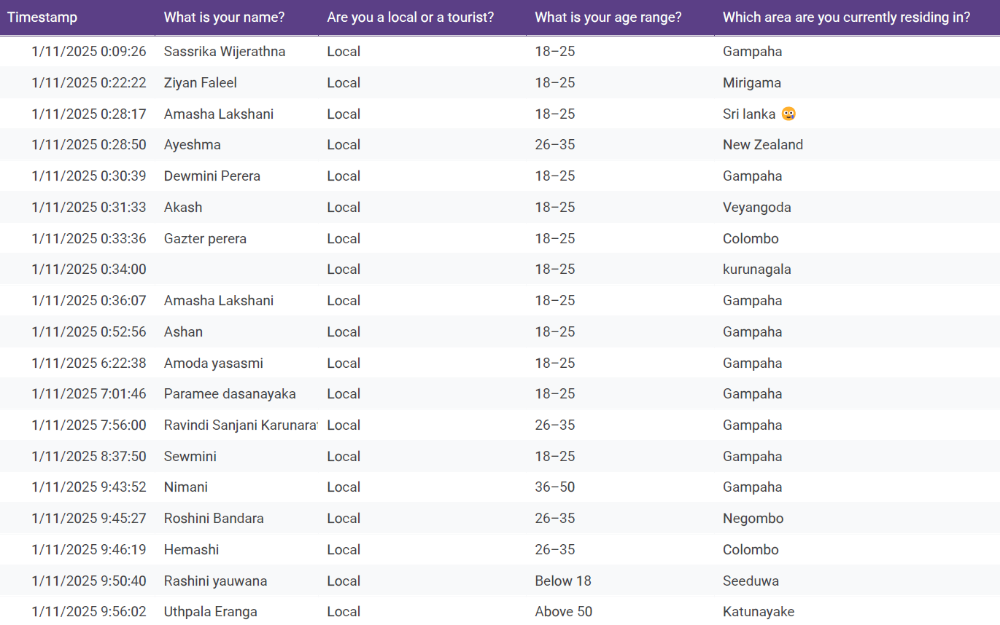 Timestamp What is your name? Are you a local or a tourist? What is your age range? Which area are you currently residing in?
1/11/2025 0:09:26 Sassrika Wijerathna Local 18–25 Gampaha
1/11/2025 0:22:22 Ziyan Faleel Local 18–25 Mirigama
1/11/2025 0:28:17 Amasha Lakshani Local 18–25 Sri lanka
1/11/2025 0:28:50 Ayeshma Local 26–35 New Zealand
1/11/2025 0:30:39 Dewmini Perera Local 18–25 Gampaha
1/11/2025 0:31:33 Akash Local 18–25 Veyangoda
1/11/2025 0:33:36 Gazter perera Local 18–25 Colombo
1/11/2025 0:34:00 Local 18–25 kurunagala
1/11/2025 0:36:07 Amasha Lakshani Local 18–25 Gampaha
1/11/2025 0:52:56 Ashan Local 18–25 Gampaha
1/11/2025 6:22:38 Amoda yasasmi Local 18–25 Gampaha
1/11/2025 7:01:46 Paramee dasanayaka Local 18–25 Gampaha
1/11/2025 7:56:00 Ravindi Sanjani Local 26–35 Gampaha
1/11/2025 8:37:50 Sewmini Local 18–25 Gampaha
1/11/2025 9:43:52 Nimani Local 36–50 Gampaha
1/11/2025 9:45:27 Roshini Bandara Local 26–35 Negombo
1/11/2025 9:46:19 Hemashi Local 26–35 Colombo
1/11/2025 9:50:40 Rashini yauwana Local Below 18 Seeduwa
1/11/2025 9:56:02 Uthpala Eranga Local Above 50 Katunayake